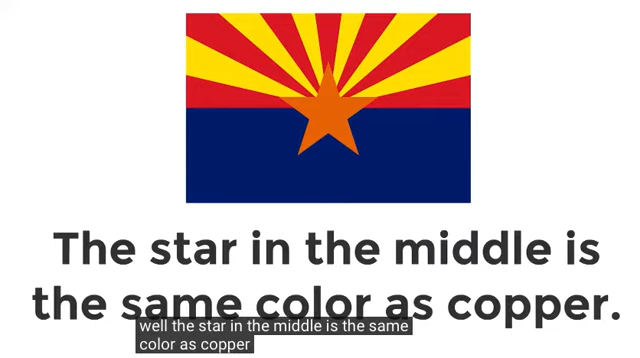 The star in the middle is
the same color as copper.
well the star in the middle is the same
color as copper